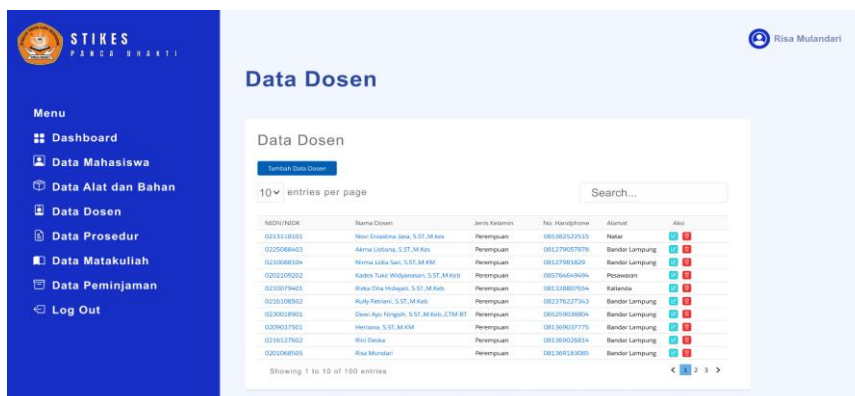 STIKES
PANCA BHAKTI
Risa Mulandari
Data Dosen
Menu
Dashboard
Data Mahasiswa
Data Alat dan Bahan
Data Dosen
Data Prosedur
Data Matakuliah
Data Peminjaman
Log Out
Data Dosen
Tambah Data Dosen
10 entries per page
Search...
NIDN/NIDK Nama Dosen Jenis Kelamin No. Handphone Alamat Aksi
0213118101 Novi Eniastina Jasa, S.ST.,M.kes Perempuan 085382522515 Natar
0225088403 Akma Listiana, S.ST.,M.Kes Perempuan 081279057878 Bandar Lampung
0210088104 Nirma Lidia Sari, S.ST.,M.KM Perempuan 08127981829 Bandar Lampung
0202109202 Kadek Tuke Widyanasari, S.ST.,M.Keb Perempuan 085764649494 Pesawaran
0210079401 Riska Dita Hidayati, S.ST.,M.Keb Perempuan 081328807654 Kalianda
0216108502 Rully Fatriani, S.ST.,M.Keb Perempuan 082376227343 Bandar Lampung
0230018901 Dewi Ayu Ningsih, S.ST.,M.Keb.,CTM-BT Perempuan 085259038804 Bandar Lampung
0209037501 S.ST.,M.KM Perempuan 081369037775 Bandar Lampung
0216127602 Rini Deska Perempuan 081369026814 Bandar Lampung
0201068505 Risa Mundari Perempuan 081369183085 Bandar Lampung
Showing 1 to 10 of 100 entries
< 1 2 3 >